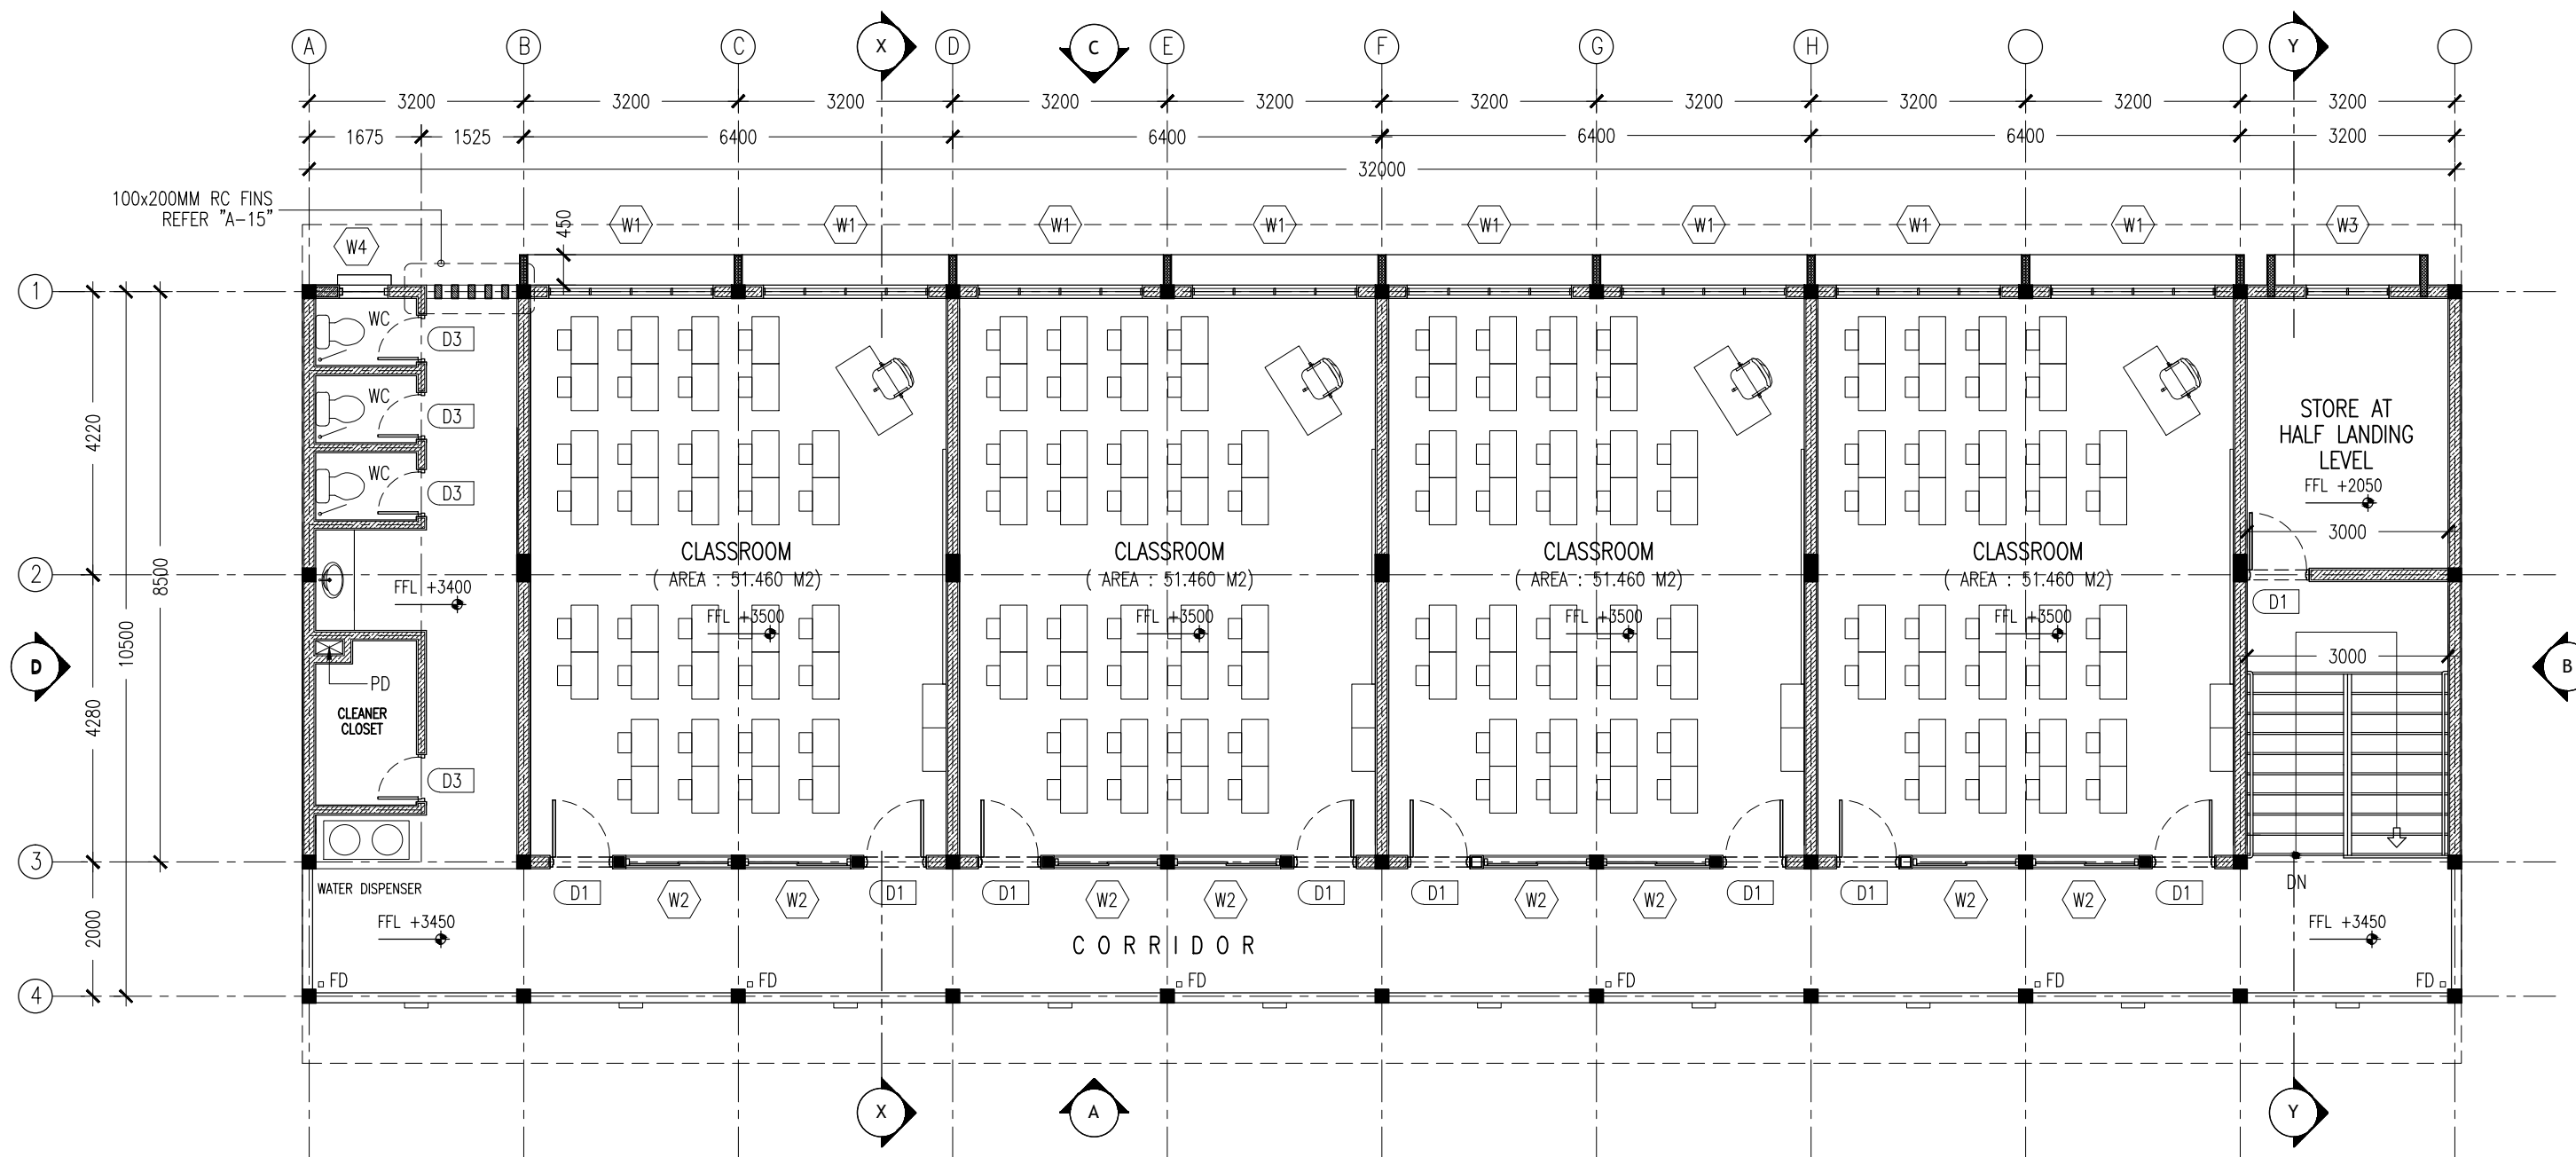 A B X C D C E F G H Y
3200 3200 3200 3200 3200 3200 3200 3200 3200 3200
1675 1525 6400 6400 6400 6400 3200
32000
100x200MM RC FINS
REFER "A-15"
450
W4 W1 W1 W1 W1 W1 W1 W1 W1 W3
1
WC D3
WC D3
WC D3
4220
8500
10500
4280
2000
STORE AT
HALF LANDING
LEVEL
FFL +2050
3000
CLASSROOM CLASSROOM CLASSROOM CLASSROOM
( AREA : 51.460 M2) ( AREA : 51.460 M2) ( AREA : 51.460 M2) ( AREA : 51.460 M2)
2
FFL +3400
D1
FFL +3500 FFL +3500 FFL +3500 FFL +3500
D
B
3000
PD
CLEANER
CLOSET
D3
3
WATER DISPENSER
D1 W2 W2 D1 D1 W2 W2 D1 D1 W2 W2 D1 D1 W2 W2 D1
DN
FFL +3450
FFL +3450
CORRIDOR
FD FD FD FD FD FD
4
X A Y